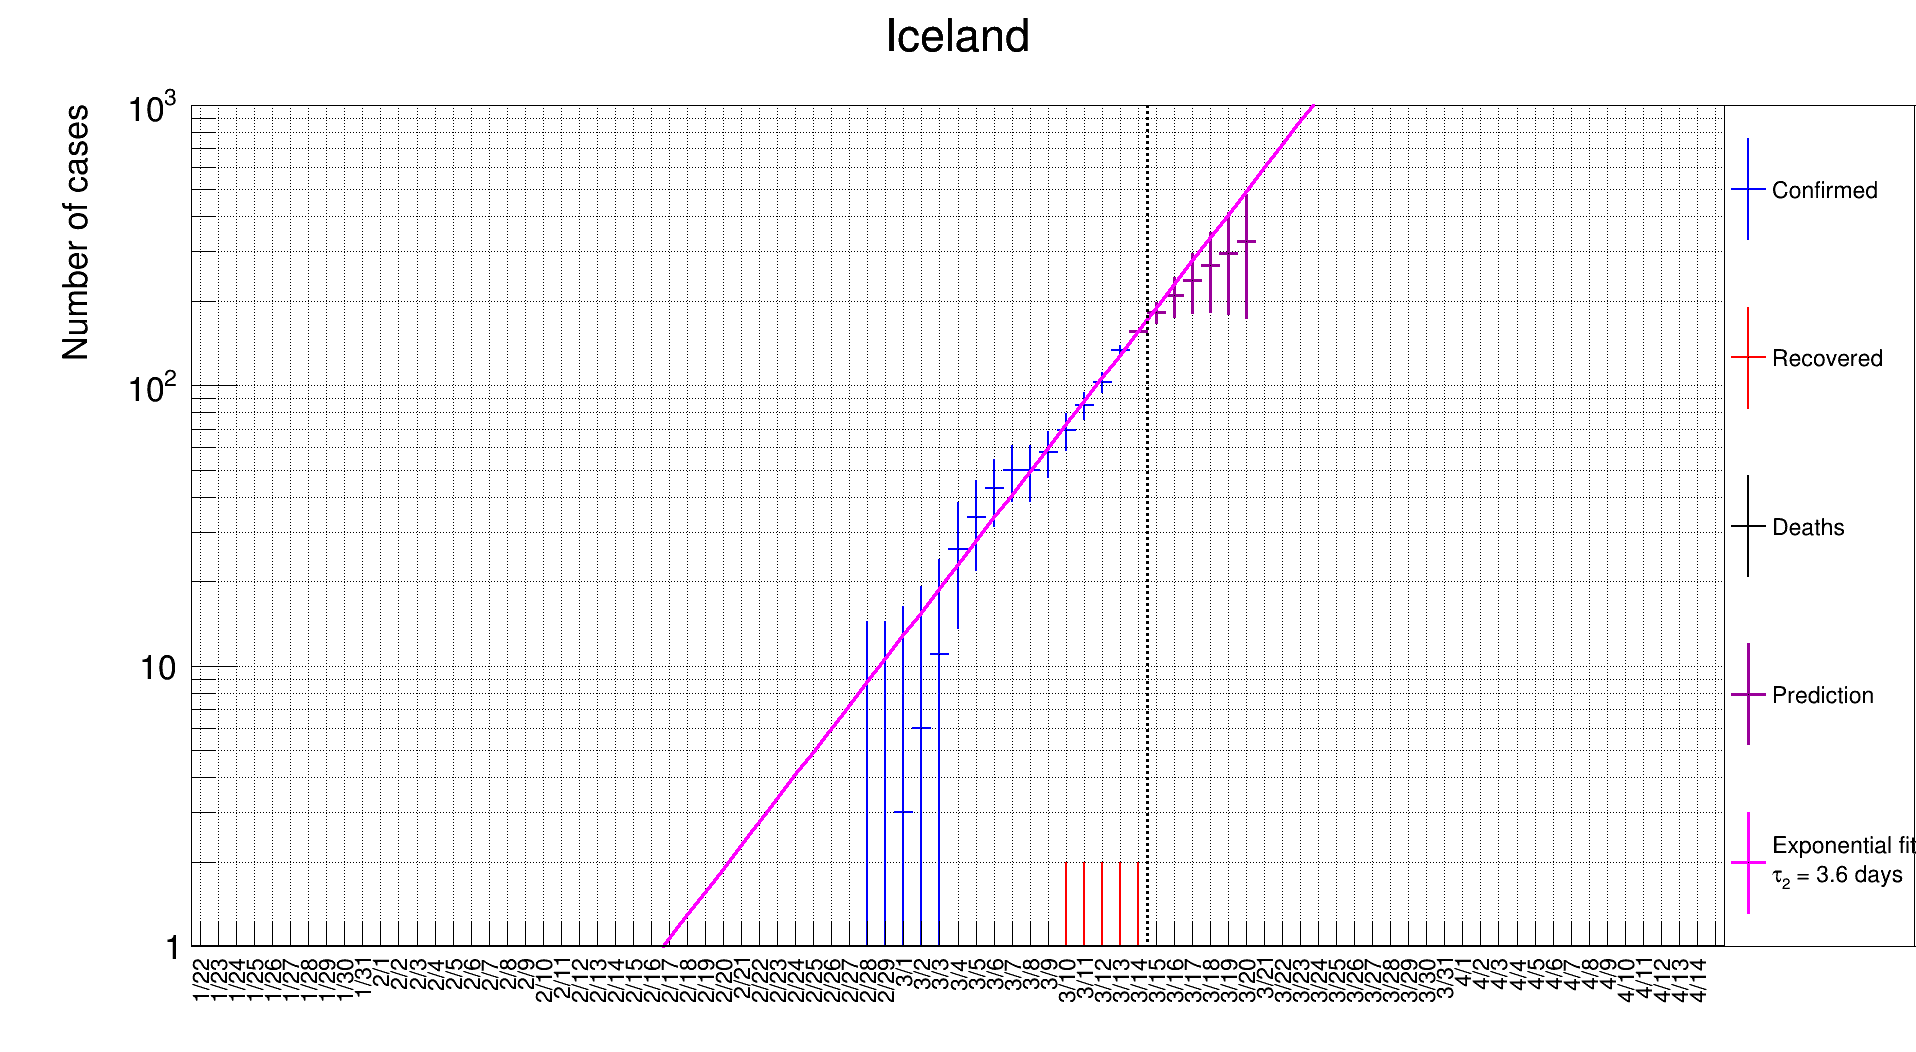 Iceland
Number of cases
10³
10²
10
1
1/22 1/23 1/24 1/25 1/26 1/27 1/28 1/29 1/30 1/31 2/1 2/2 2/3 2/4 2/5 2/6 2/7 2/8 2/9 2/10 2/11 2/12 2/13 2/14 2/15 2/16 2/17 2/18 2/19 2/20 2/21 2/22 2/23 2/24 2/25 2/26 2/27 2/28 2/29 3/1 3/2 3/3 3/4 3/5 3/6 3/7 3/8 3/9 3/10 3/11 3/12 3/13 3/14 3/15 3/16 3/17 3/18 3/19 3/20 3/21 3/22 3/23 3/24 3/25 3/26 3/27 3/28 3/29 3/30 3/31 4/1 4/2 4/3 4/4 4/5 4/6 4/7 4/8 4/9 4/10 4/11 4/12 4/13 4/14
Confirmed
Recovered
Deaths
Prediction
Exponential fit
τ₂ = 3.6 days